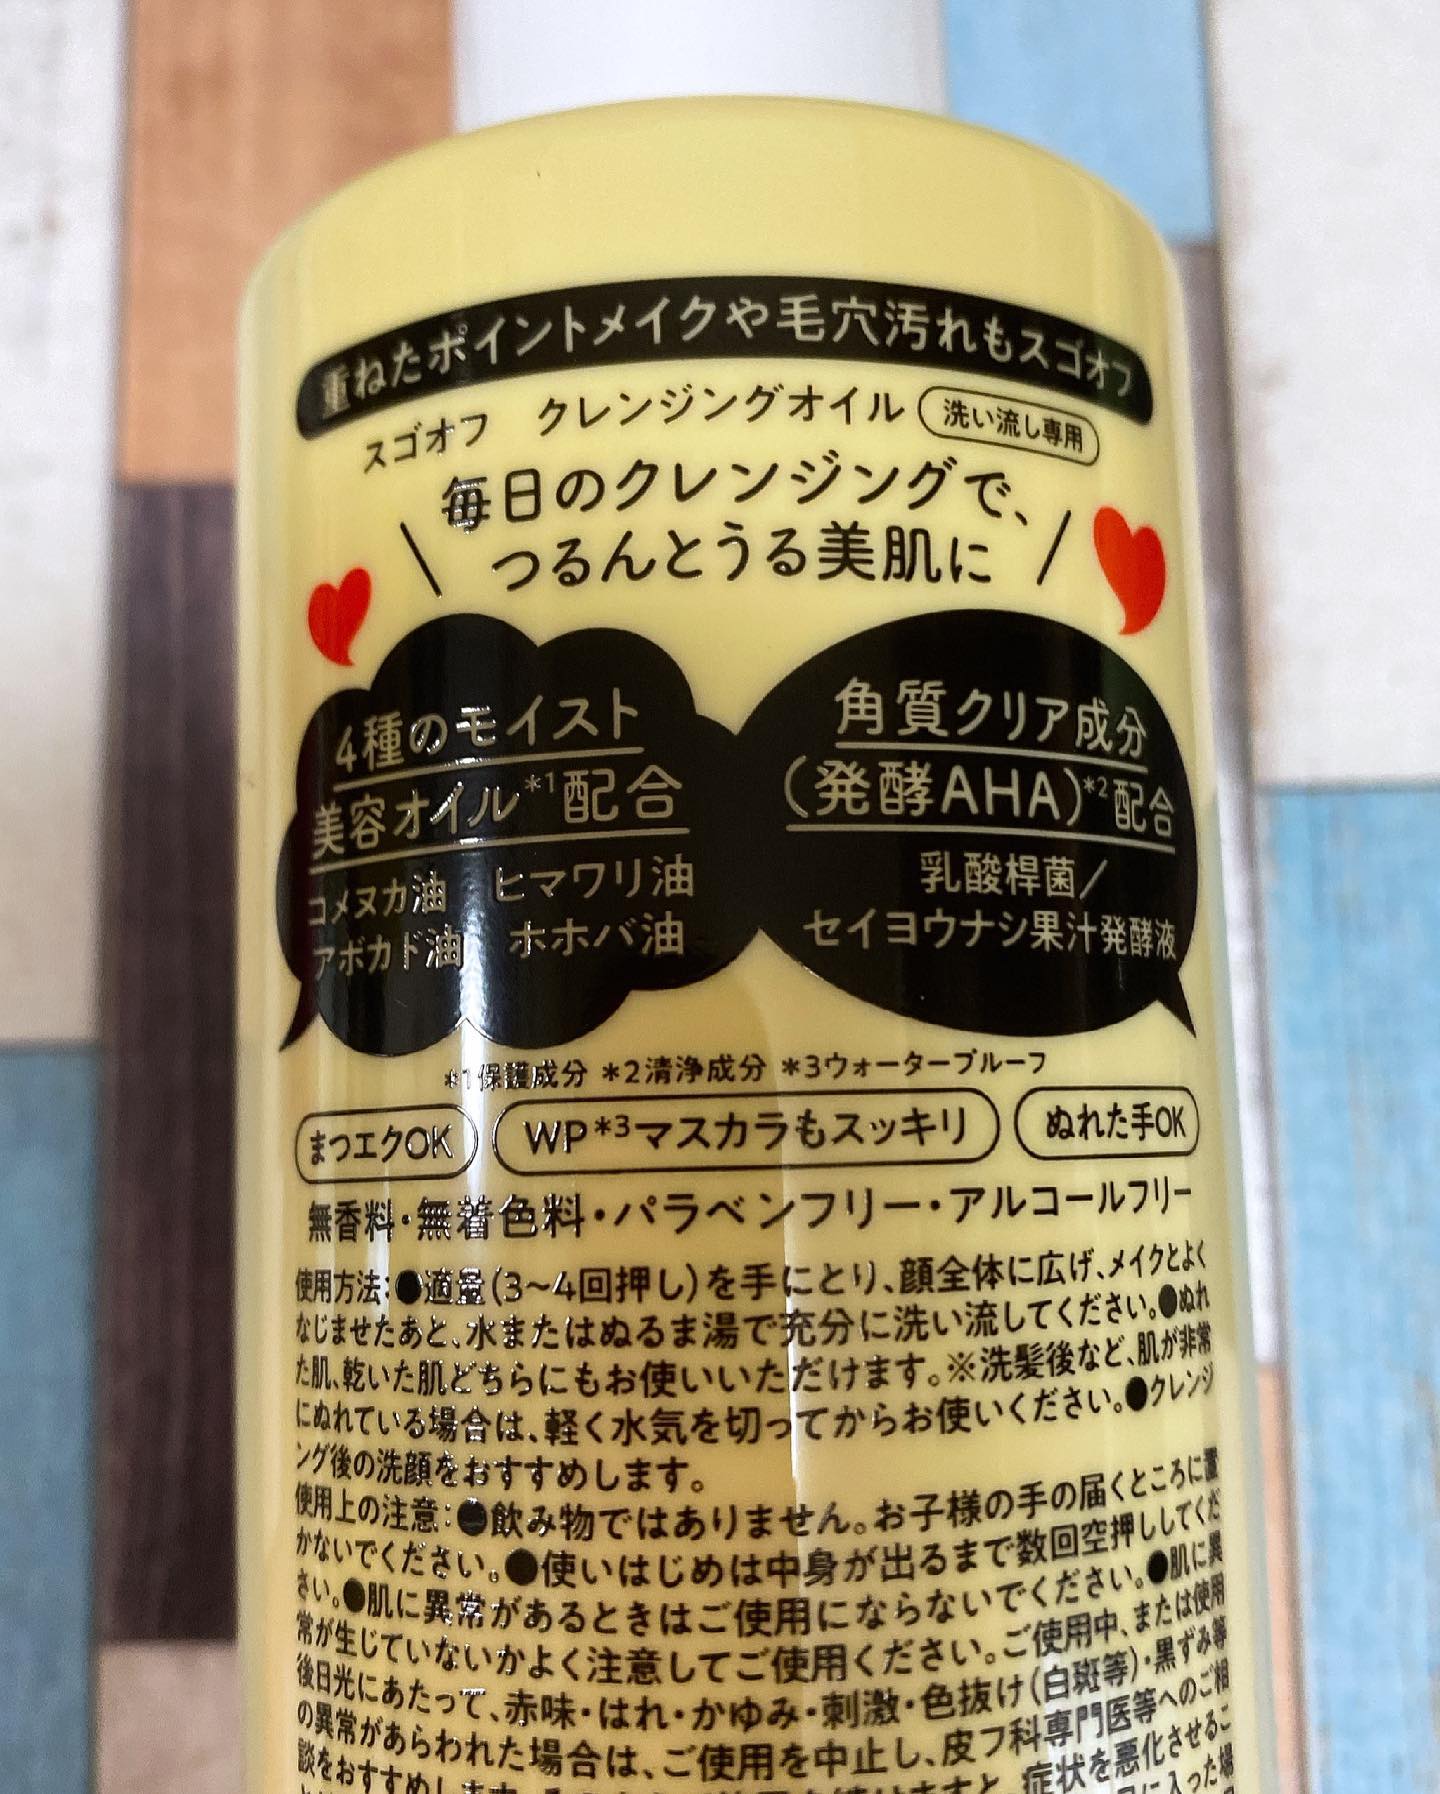 重ねたポイントメイクや毛穴汚れもスゴオフ
スゴオフ クレンジングオイル 洗い流し専用
毎日のクレンジングで、
つるんとうる美肌に
4種のモイスト
美容オイル*1配合
コメヌカ油 ヒマワリ油
アボカド油 ホホバ油
角質クリア成分
(発酵AHA)*2配合
乳酸桿菌/
セイヨウナシ果汁発酵液
*1保護成分 *2清浄成分 *3ウォータープルーフ
まつエクOK WP*3マスカラもスッキリ ぬれた手OK
無香料・無着色料・パラベンフリー・アルコールフリー
使用方法:●適量(3〜4回押し)を手にとり、顔全体に広げ、メイクとよく
なじませたあと、水またはぬるま湯で充分に洗い流してください。●ぬれ
た肌、乾いた肌どちらにもお使いいただけます。※洗髪後など、肌が非常
にぬれている場合は、軽く水気を切ってからお使いください。●クレンジ
ング後の洗顔をおすすめします。
使用上の注意:●飲み物ではありません。お子様の手の届くところに置
かないでください。●使いはじめは中身が出るまで数回空押ししてくだ
さい。●肌に異常があるときはご使用にならないでください。●肌に異
常が生じていないかよく注意してご使用ください。ご使用中、または使用
後日光にあたって、赤味・はれ・かゆみ・刺激・色抜け(白斑等)・黒ずみ等
の異常があらわれた場合は、ご使用を中止し、皮フ科専門医等へのご相
談をおすすめします。 症状を悪化させるこ
に入った場